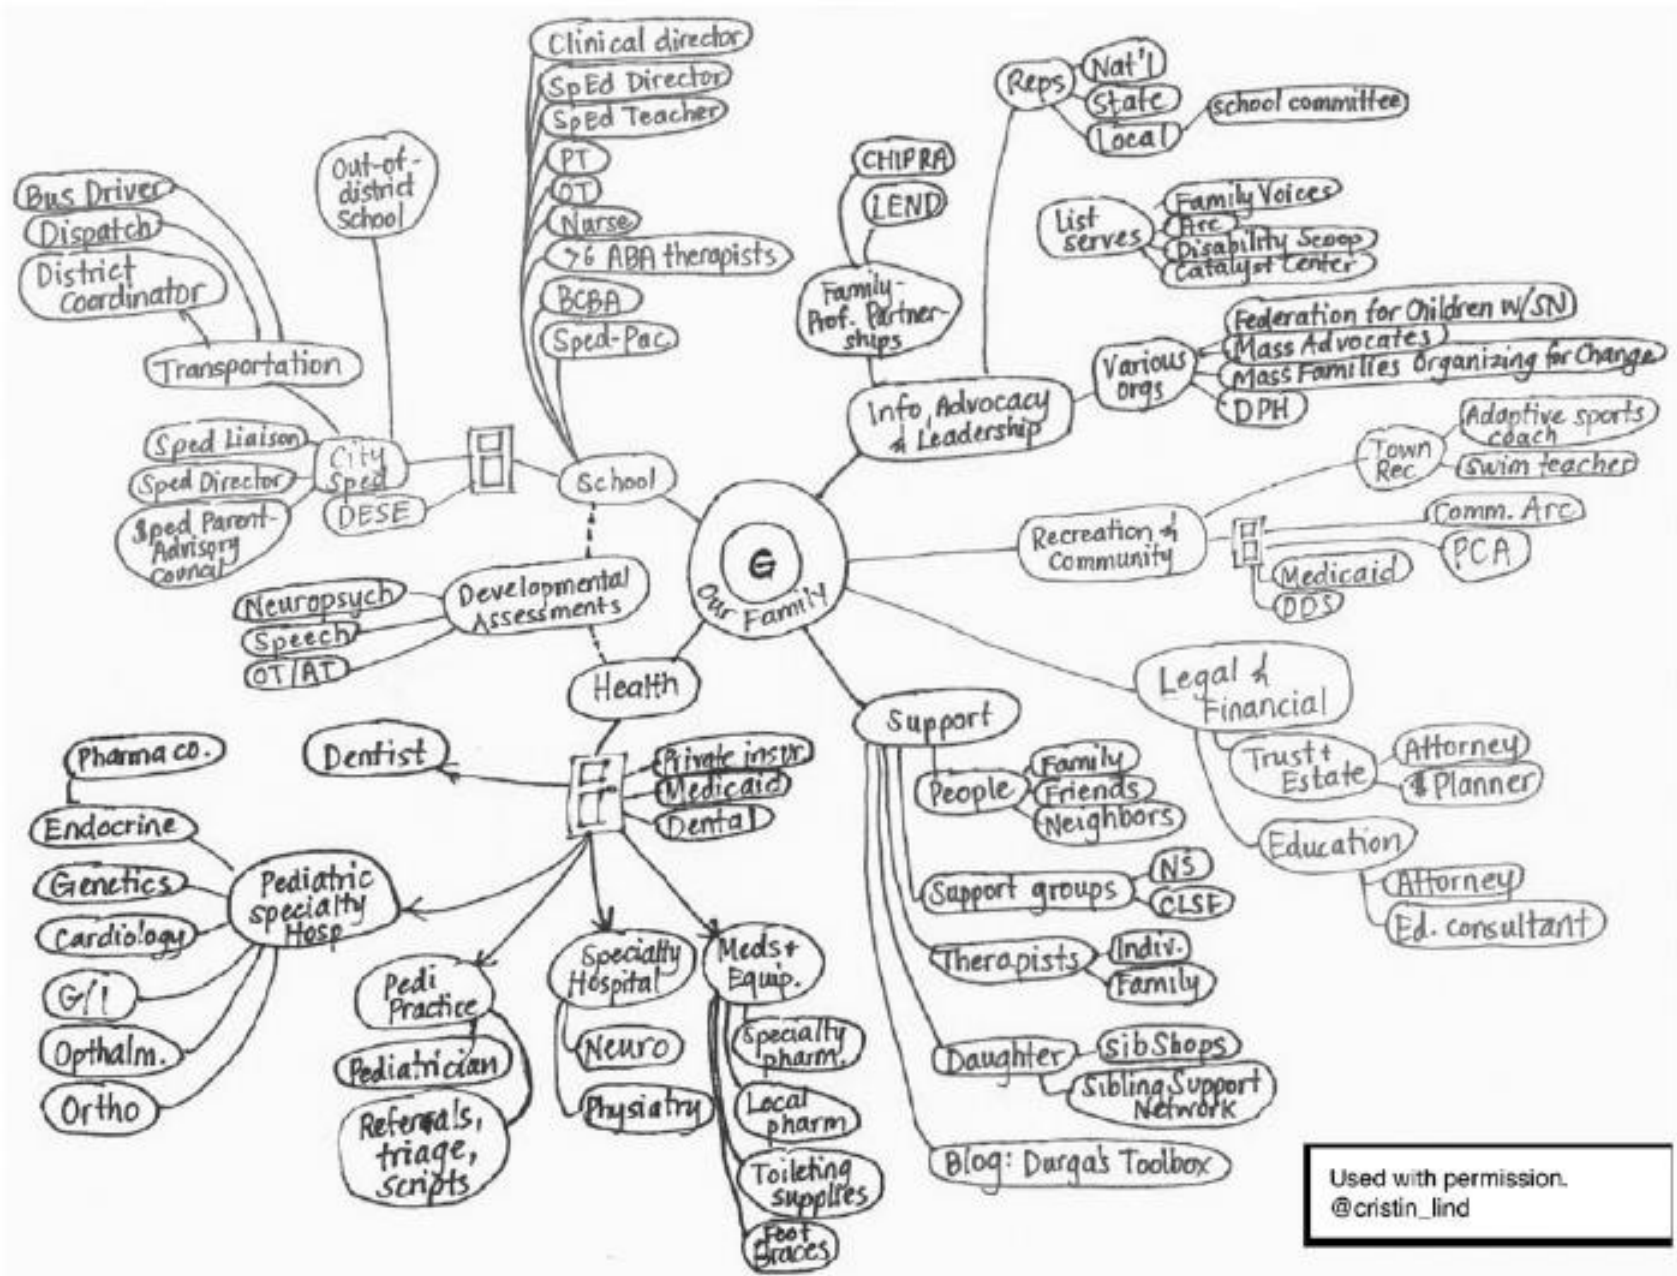 Clinical director
SpEd Director
SpEd Teacher
PT
OT
Nurse
>6 ABA therapists
BCBA
Sped-Pac
Out-of-
district
School
Bus Driver
Dispatch
District
Coordinator
Transportation
Sped Liaison
Sped Director
Sped Parent-
Advisory
Council
City
Sped
DESE
School
Reps
Nat'l
State
Local
School committee
CHIPRA
LEND
Family-
Prof. Partner-
ships
List
serves
Family Voices
Arc
Disability Scoop
Catalyst Center
Various
orgs
Federation for Children W/SN
Mass Advocates
Mass Families Organizing for Change
DPH
Info, Advocacy
& Leadership
Town
Rec
Adaptive sports
coach
Swim teacher
Recreation &
Community
Comm. Arc
PCA
Medicaid
DDS
G
Our Family
Developmental
Assessments
Neuropsych
Speech
OT/AT
Health
Legal &
Financial
Trust +
Estate
Attorney
$ Planner
Education
Attorney
Ed. consultant
Support
People
Family
Friends
Neighbors
Support groups
NS
CLSF
Therapists
Indiv.
Family
Daughter
SibShops
Sibling Support
Network
Blog: Durga's Toolbox
Dentist
Private insur.
Medicaid
Dental
Pharma co.
Endocrine
Genetics
Cardiology
G/I
Opthalm.
Ortho
Pediatric
specialty
Hosp
Pedi
Practice
Pediatrician
Referrals,
triage,
scripts
Specialty
Hospital
Neuro
Physiatry
Meds +
Equip.
Specialty
pharm.
Local
pharm
Toileting
supplies
Foot
Braces
Used with permission.
@cristin_lind